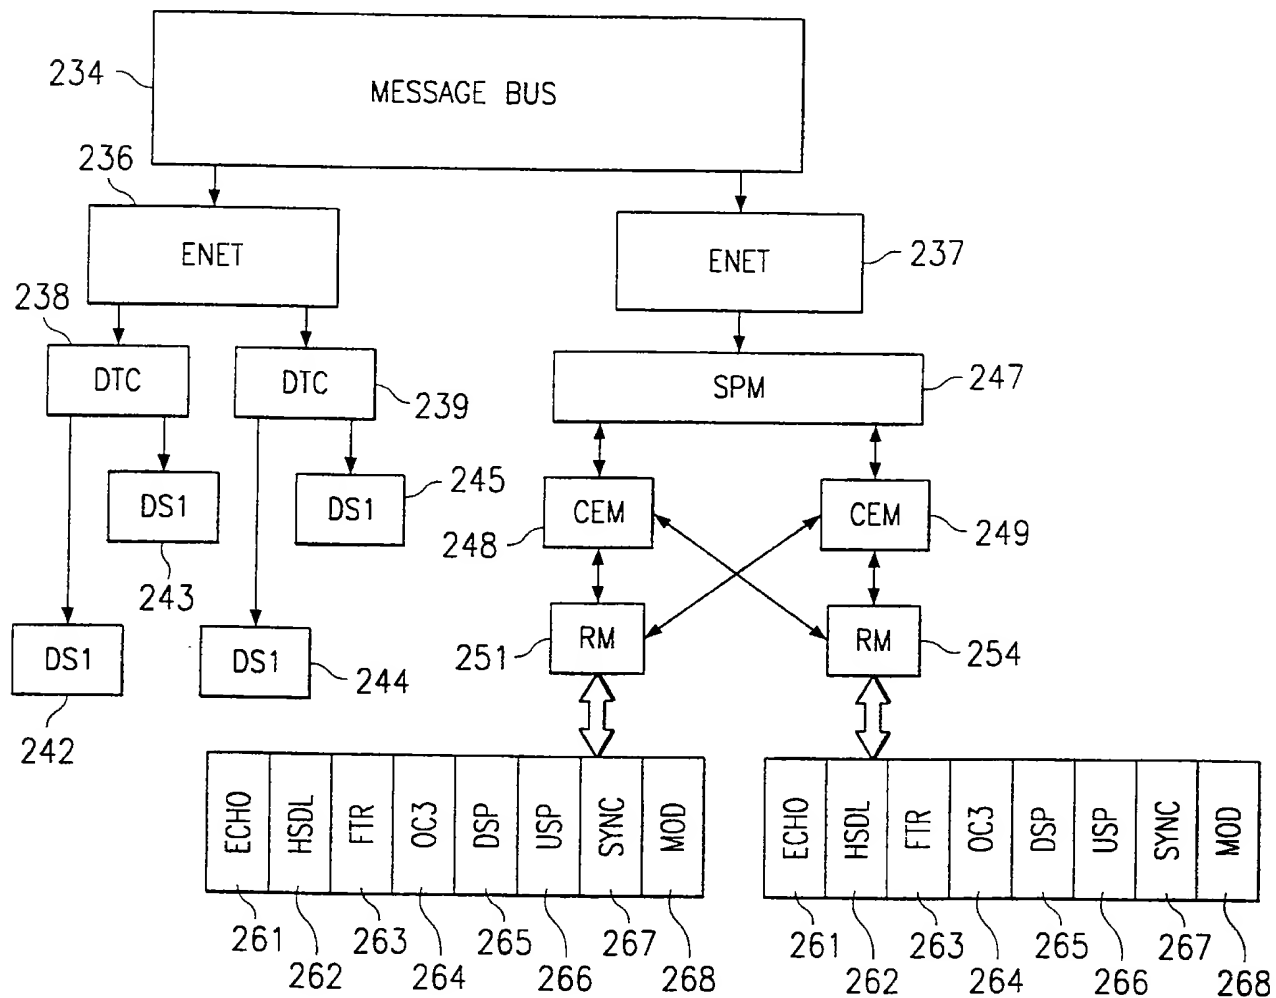 234
MESSAGE BUS
236
ENET
ENET
237
238
DTC
DTC
239
SPM
247
DS1
243
DS1
245
CEM
248
CEM
249
DS1
242
DS1
244
RM
251
RM
254
ECHO
HSDL
FTR
OC3
DSP
USP
SYNC
MOD
ECHO
HSDL
FTR
OC3
DSP
USP
SYNC
MOD
261
262
263
264
265
266
267
268
261
262
263
264
265
266
267
268